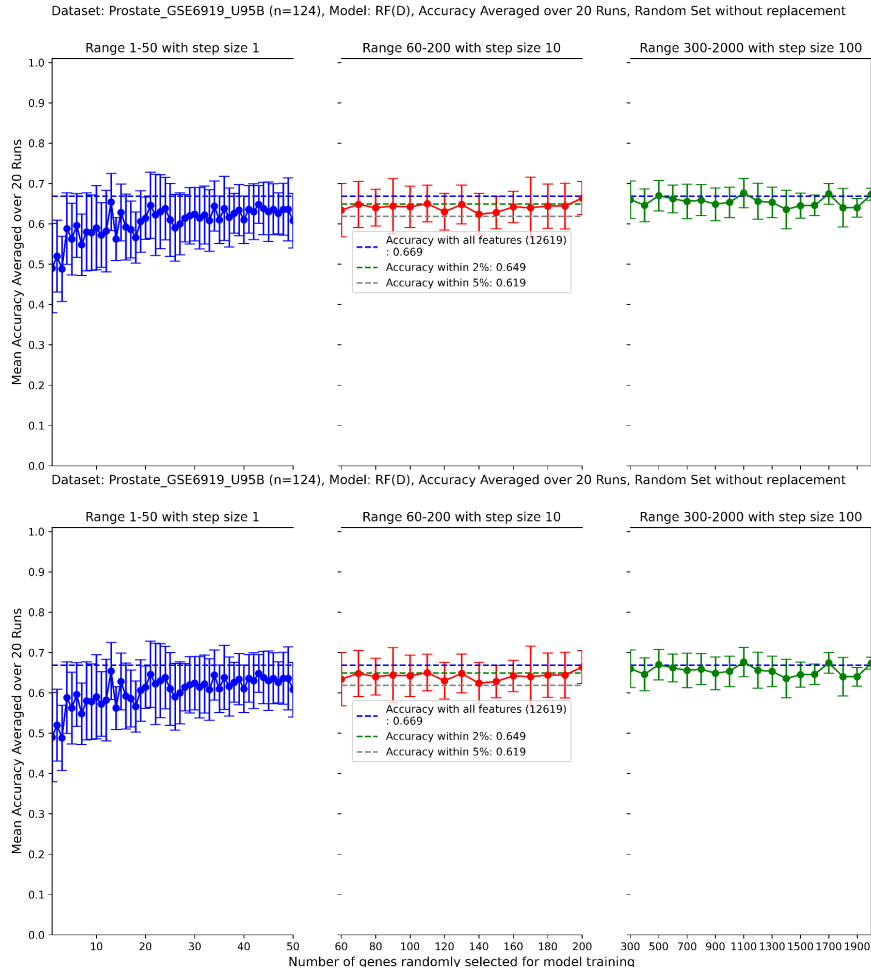 Dataset: Prostate_GSE6919_U95B (n=124), Model: RF(D), Accuracy Averaged over 20 Runs, Random Set without replacement
Range 1-50 with step size 1
Range 60-200 with step size 10
Range 300-2000 with step size 100
Mean Accuracy Averaged over 20 Runs
1.0
0.9
0.8
0.7
0.6
0.5
0.4
0.3
0.2
0.1
0.0
Accuracy with all features (12619)
: 0.669
Accuracy within 2%: 0.649
Accuracy within 5%: 0.619
Dataset: Prostate_GSE6919_U95B (n=124), Model: RF(D), Accuracy Averaged over 20 Runs, Random Set without replacement
Range 1-50 with step size 1
Range 60-200 with step size 10
Range 300-2000 with step size 100
Mean Accuracy Averaged over 20 Runs
1.0
0.9
0.8
0.7
0.6
0.5
0.4
0.3
0.2
0.1
0.0
Accuracy with all features (12619)
: 0.669
Accuracy within 2%: 0.649
Accuracy within 5%: 0.619
10 20 30 40 50
60 80 100 120 140 160 180 200
300 500 700 900 1100 1300 1500 1700 1900
Number of genes randomly selected for model training